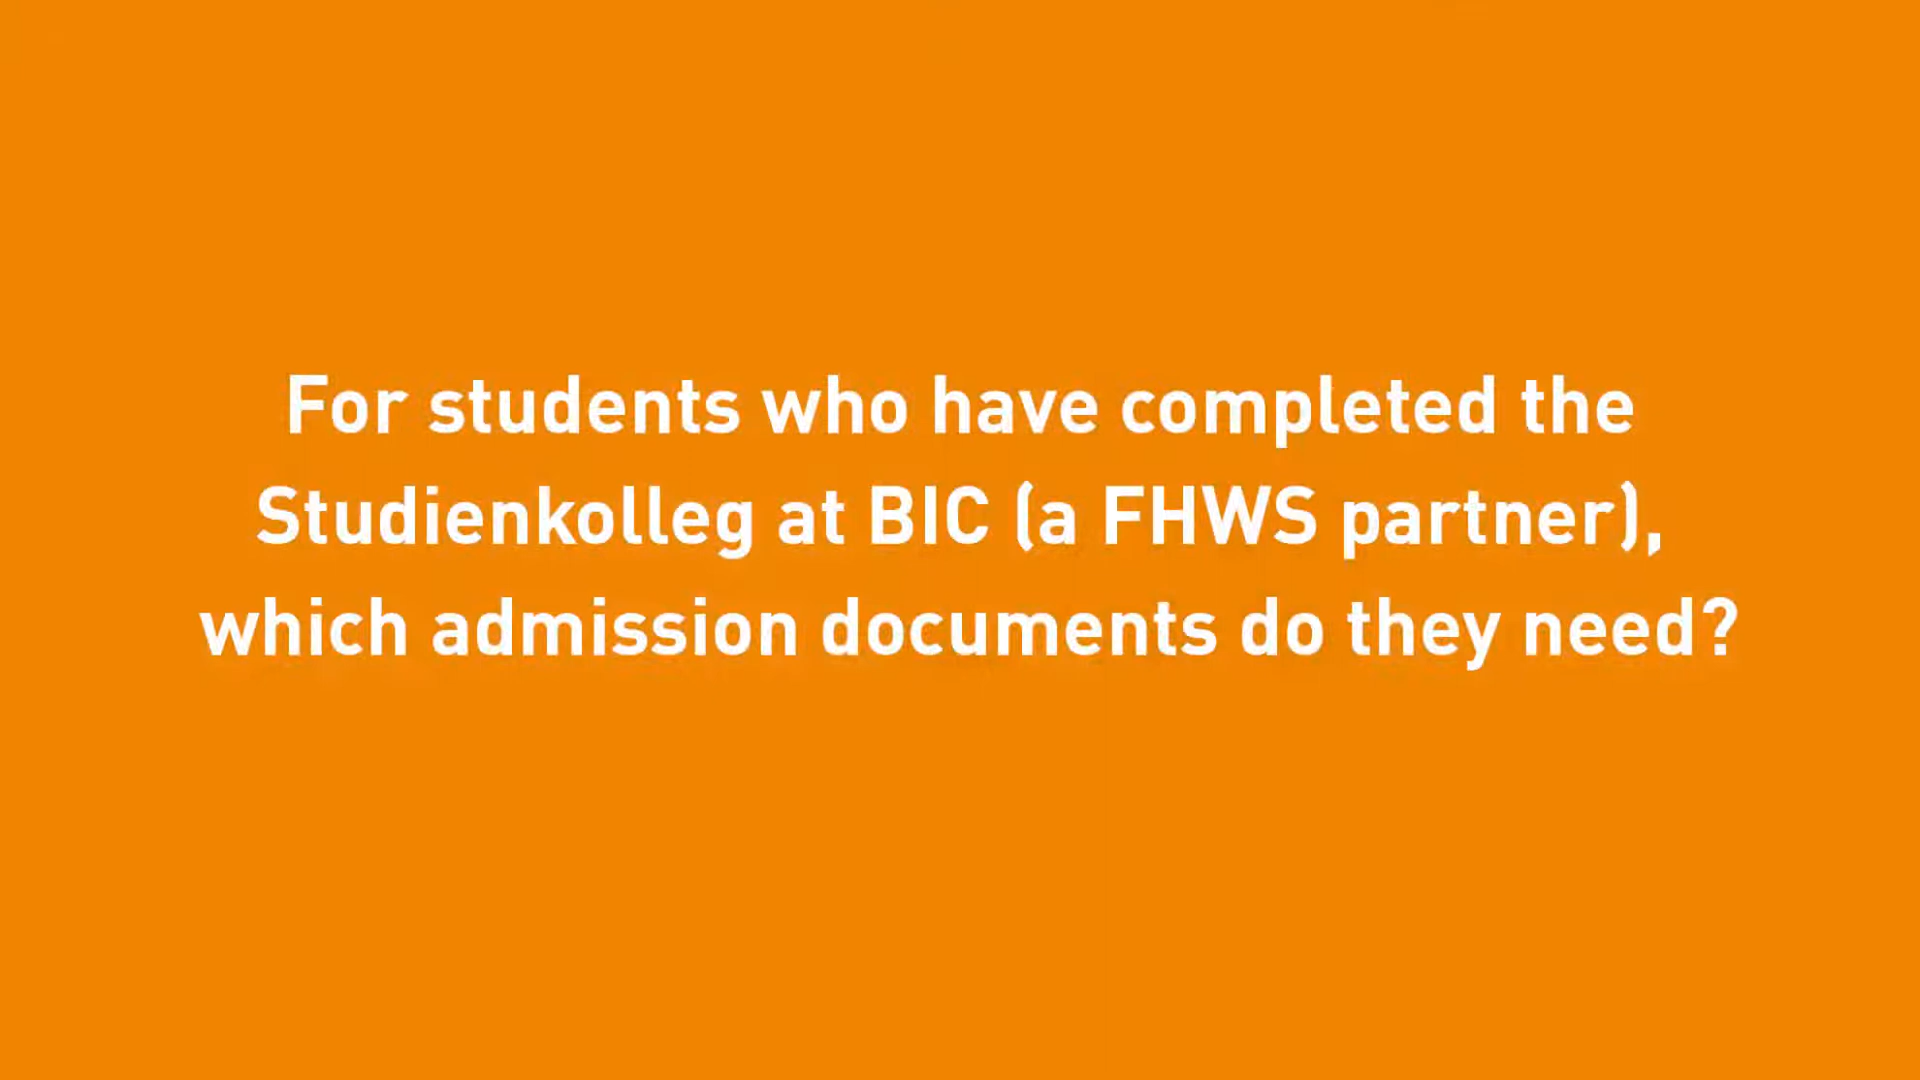 For students who have completed the
Studienkolleg at BIC (a FHWS partner),
which admission documents do they need?